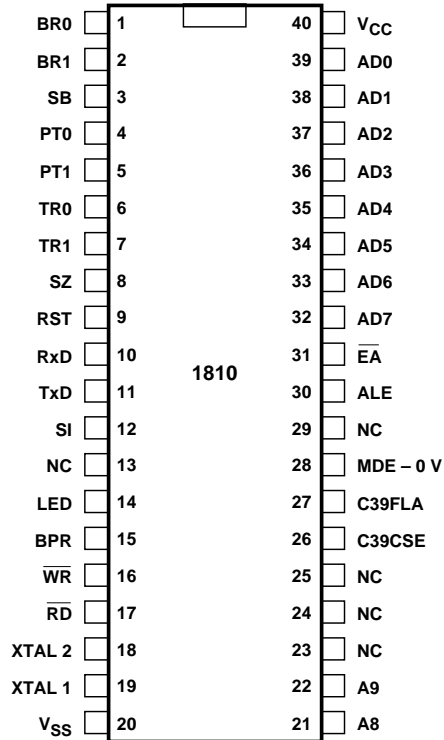 BR0 1 40 VCC
BR1 2 39 AD0
SB 3 38 AD1
PT0 4 37 AD2
PT1 5 36 AD3
TR0 6 35 AD4
TR1 7 34 AD5
SZ 8 33 AD6
RST 9 32 AD7
RxD 10 31 E̅A̅
1810
TxD 11 30 ALE
SI 12 29 NC
NC 13 28 MDE – 0 V
LED 14 27 C39FLA
BPR 15 26 C39CSE
W̅R̅ 16 25 NC
R̅D̅ 17 24 NC
XTAL 2 18 23 NC
XTAL 1 19 22 A9
VSS 20 21 A8